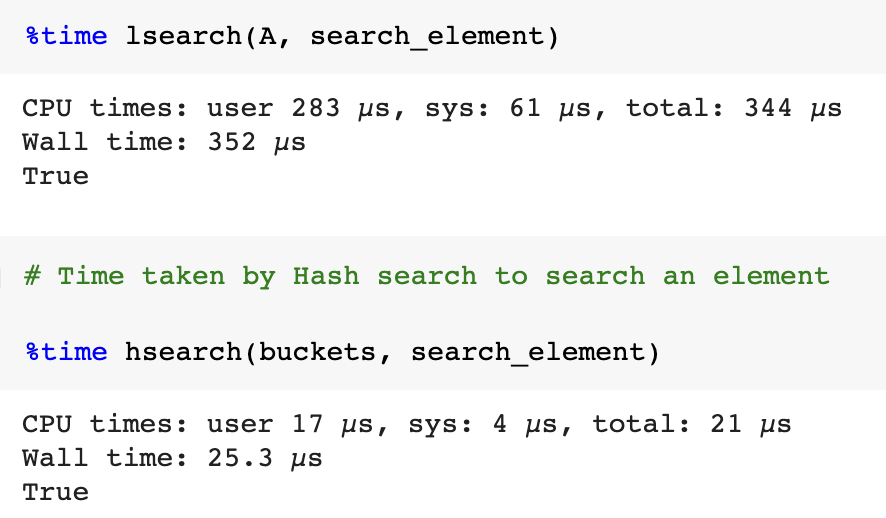 %time lsearch(A, search_element)
CPU times: user 283 µs, sys: 61 µs, total: 344 µs
Wall time: 352 µs
True
# Time taken by Hash search to search an element
%time hsearch(buckets, search_element)
CPU times: user 17 µs, sys: 4 µs, total: 21 µs
Wall time: 25.3 µs
True